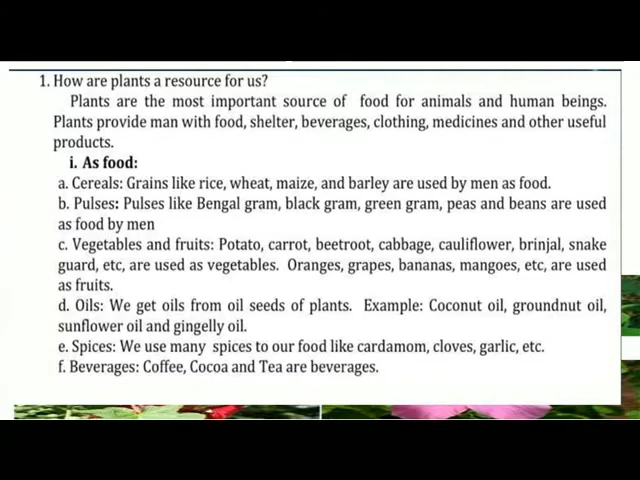 1. How are plants a resource for us?
Plants are the most important source of food for animals and human beings.
Plants provide man with food, shelter, beverages, clothing, medicines and other useful
products.
i. As food:
a. Cereals: Grains like rice, wheat, maize, and barley are used by men as food.
b. Pulses: Pulses like Bengal gram, black gram, green gram, peas and beans are used
as food by men
c. Vegetables and fruits: Potato, carrot, beetroot, cabbage, cauliflower, brinjal, snake
guard, etc, are used as vegetables. Oranges, grapes, bananas, mangoes, etc, are used
as fruits.
d. Oils: We get oils from oil seeds of plants. Example: Coconut oil, groundnut oil,
sunflower oil and gingelly oil.
e. Spices: We use many spices to our food like cardamom, cloves, garlic, etc.
f. Beverages: Coffee, Cocoa and Tea are beverages.